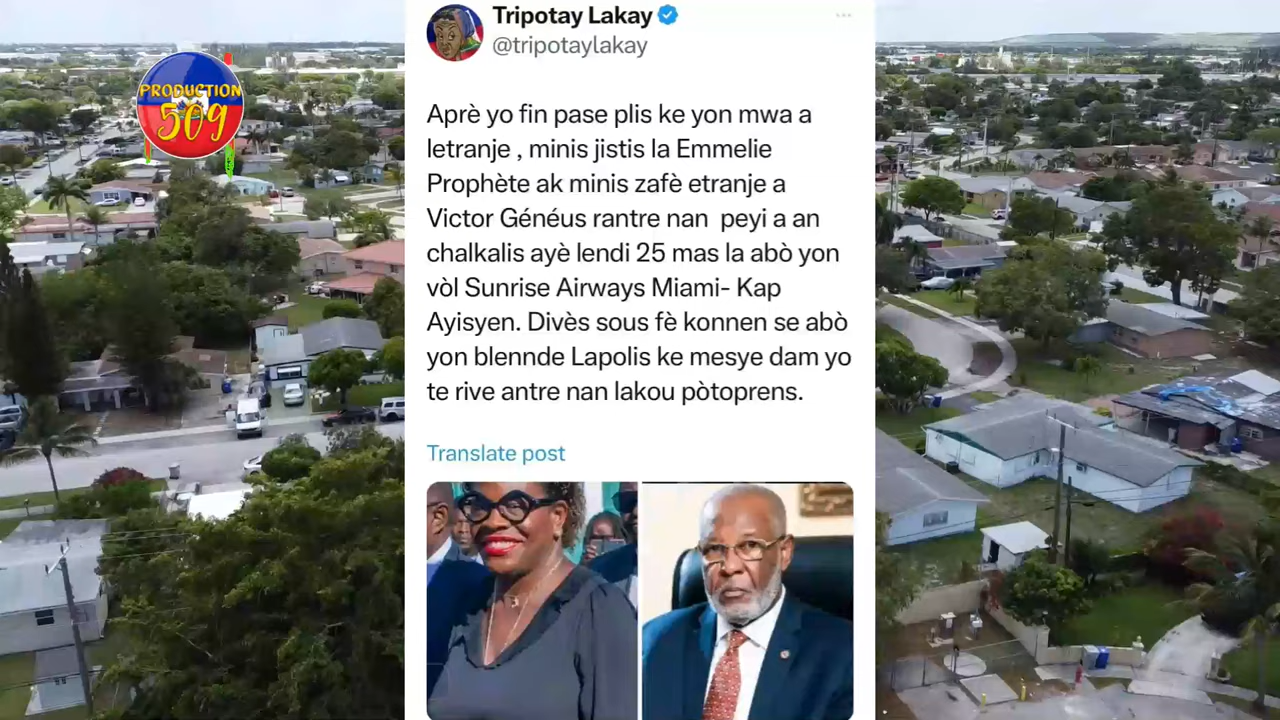 PRODUCTION
509
Tripotay Lakay
@tripotaylakay
Aprè yo fin pase plis ke yon mwa a
letranje , minis jistis la Emmelie
Prophète ak minis zafè etranje a
Victor Généus rantre nan peyi a an
chalkalis ayè lendi 25 mas la abò yon
vòl Sunrise Airways Miami- Kap
Ayisyen. Divès sous fè konnen se abò
yon blennde Lapolis ke mesye dam yo
te rive antre nan lakou pòtoprens.
Translate post